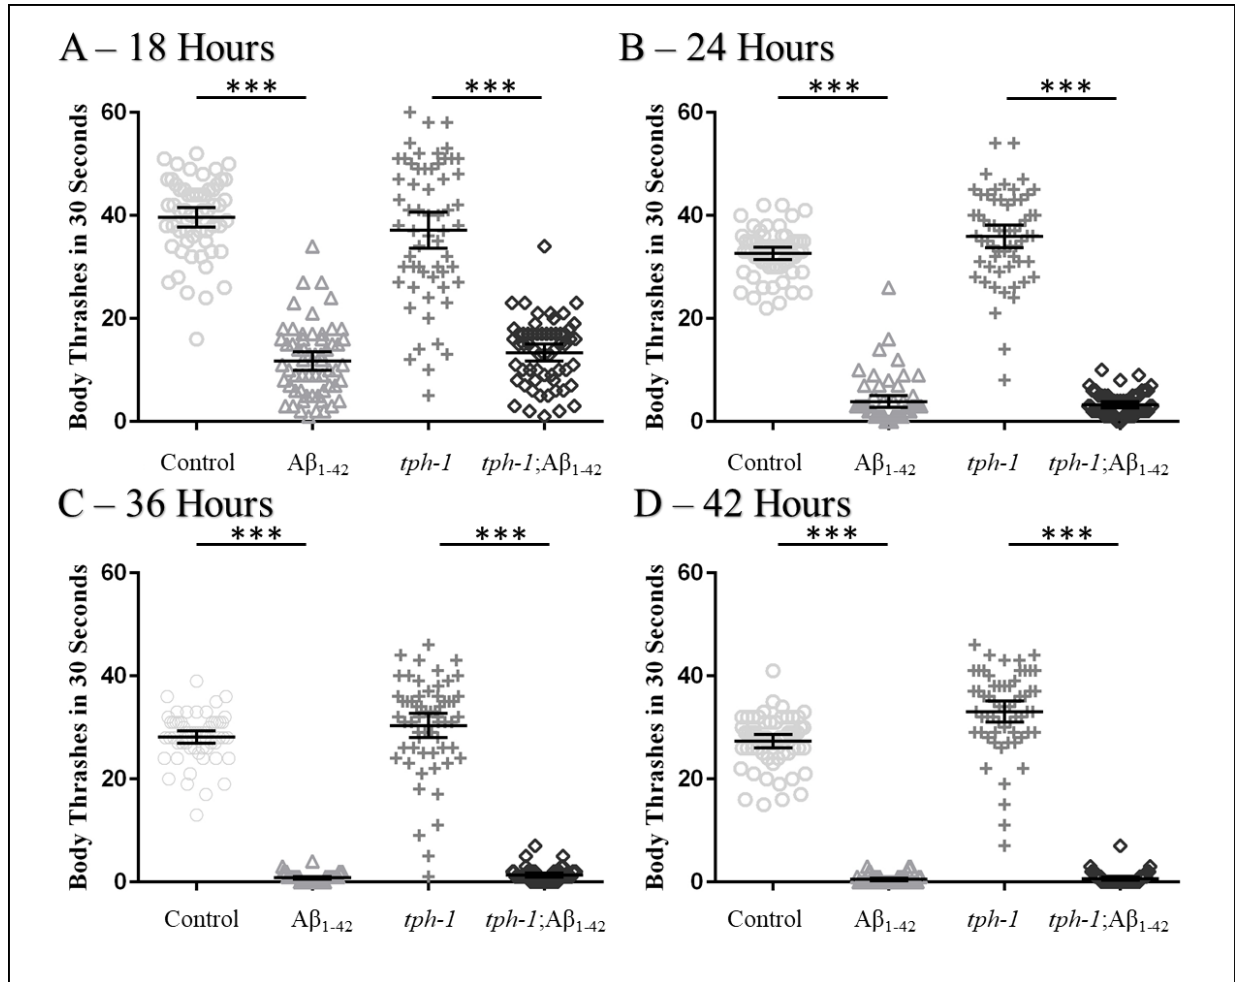 A – 18 Hours
***
***
Body Thrashes in 30 Seconds
60
40
20
0
Control
Aβ1-42
tph-1
tph-1;Aβ1-42
B – 24 Hours
***
***
Body Thrashes in 30 Seconds
60
40
20
0
Control
Aβ1-42
tph-1
tph-1;Aβ1-42
C – 36 Hours
***
***
Body Thrashes in 30 Seconds
60
40
20
0
Control
Aβ1-42
tph-1
tph-1;Aβ1-42
D – 42 Hours
***
***
Body Thrashes in 30 Seconds
60
40
20
0
Control
Aβ1-42
tph-1
tph-1;Aβ1-42